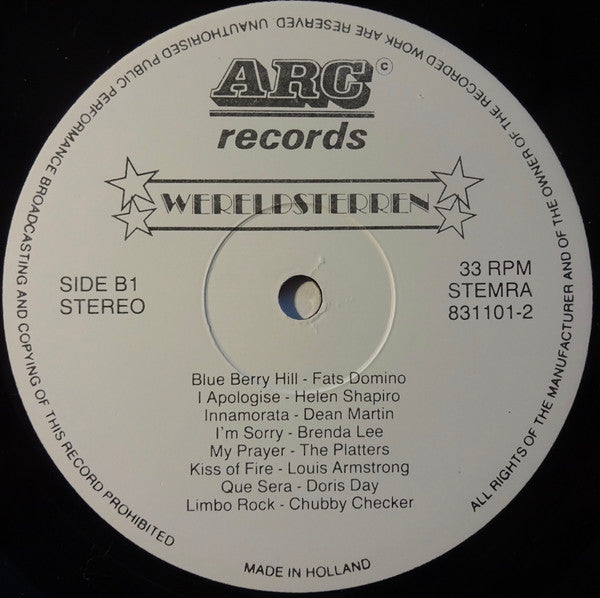 ALL RIGHTS OF THE MANUFACTURER AND OF THE OWNER OF THE RECORDED WORK ARE RESERVED. UNAUTHORISED PUBLIC PERFORMANCE BROADCASTING AND COPYING OF THIS RECORD PROHIBITED
ARC ©
records
WERELDSTERREN
SIDE B1
STEREO
33 RPM
STEMRA
831101-2
Blue Berry Hill - Fats Domino
I Apologise - Helen Shapiro
Innamorata - Dean Martin
I'm Sorry - Brenda Lee
My Prayer - The Platters
Kiss of Fire - Louis Armstrong
Que Sera - Doris Day
Limbo Rock - Chubby Checker
MADE IN HOLLAND